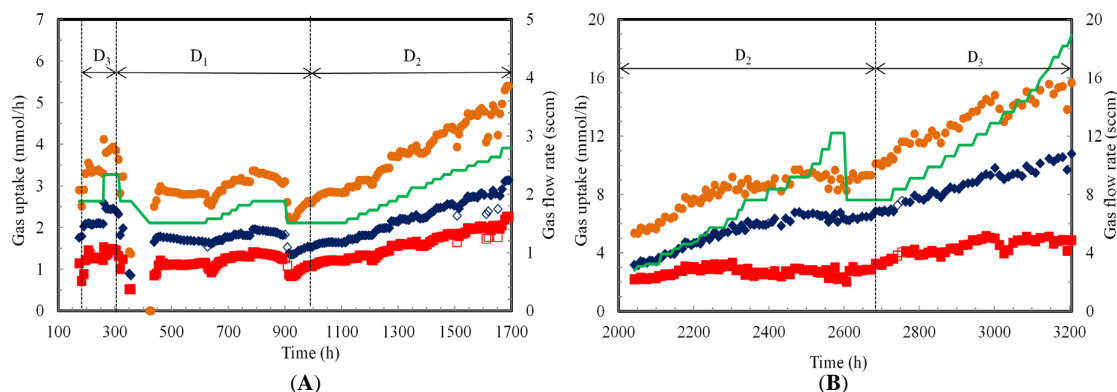 7
6
5
4
3
2
1
0
Gas uptake (mmol/h)
D3
D1
D2
5
4
3
2
1
0
Gas flow rate (sccm)
100 300 500 700 900 1100 1300 1500 1700
Time (h)
(A)
20
16
12
8
4
0
Gas uptake (mmol/h)
D2
D3
20
16
12
8
4
0
Gas flow rate (sccm)
2000 2200 2400 2600 2800 3000 3200
Time (h)
(B)